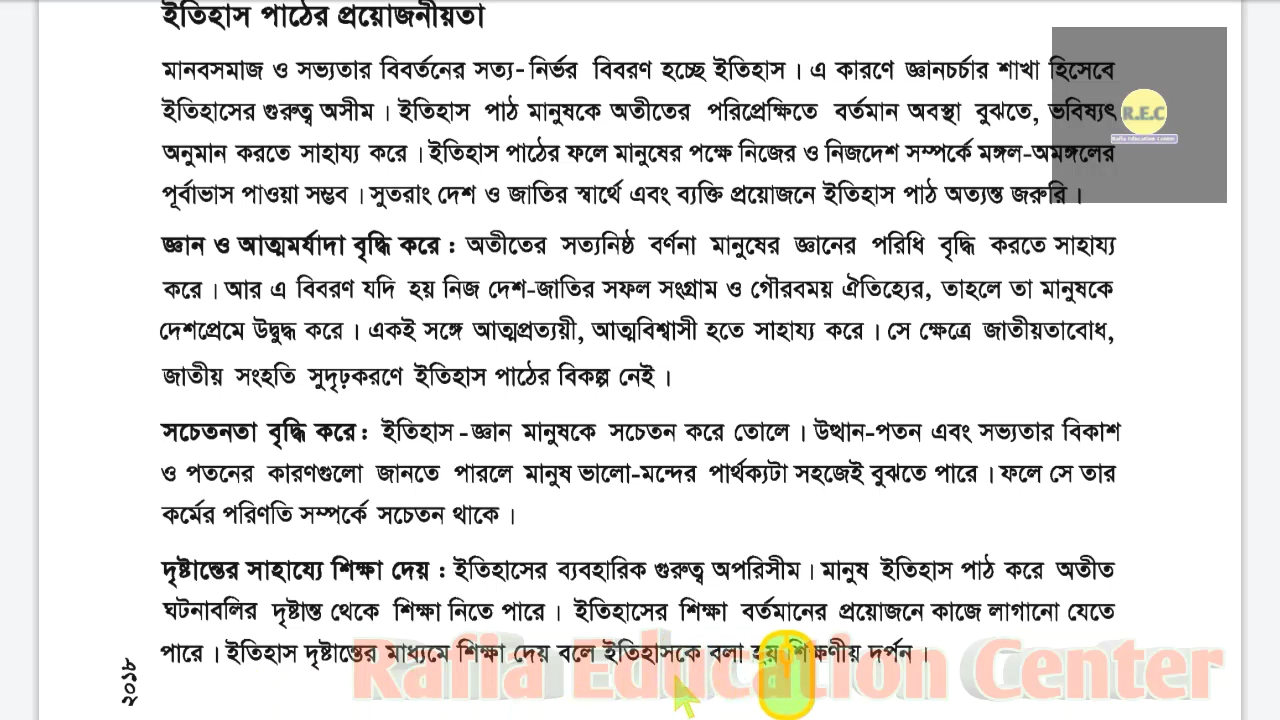 ইতিহাস পাঠের প্রয়োজনীয়তা
মানবসমাজ ও সভ্যতার বিবর্তনের সত্য-নির্ভর বিবরণ হচ্ছে ইতিহাস। এ কারণে জ্ঞানচর্চার শাখা হিসেবে
ইতিহাসের গুরুত্ব অসীম। ইতিহাস পাঠ মানুষকে অতীতের পরিপ্রেক্ষিতে বর্তমান অবস্থা বুঝতে, ভবিষ্যৎ
অনুমান করতে সাহায্য করে। ইতিহাস পাঠের ফলে মানুষের পক্ষে নিজের ও নিজদেশ সম্পর্কে মঙ্গল-অমঙ্গলের
পূর্বাভাস পাওয়া সম্ভব। সুতরাং দেশ ও জাতির স্বার্থে এবং ব্যক্তি প্রয়োজনে ইতিহাস পাঠ অত্যন্ত জরুরি।
R.E.C
Rafia Education Center
জ্ঞান ও আত্মমর্যাদা বৃদ্ধি করে : অতীতের সত্যনিষ্ঠ বর্ণনা মানুষের জ্ঞানের পরিধি বৃদ্ধি করতে সাহায্য
করে। আর এ বিবরণ যদি হয় নিজ দেশ-জাতির সফল সংগ্রাম ও গৌরবময় ঐতিহ্যের, তাহলে তা মানুষকে
দেশপ্রেমে উদ্বুদ্ধ করে। একই সঙ্গে আত্মপ্রত্যয়ী, আত্মবিশ্বাসী হতে সাহায্য করে। সে ক্ষেত্রে জাতীয়তাবোধ,
জাতীয় সংহতি সুদৃঢ়করণে ইতিহাস পাঠের বিকল্প নেই।
সচেতনতা বৃদ্ধি করে: ইতিহাস-জ্ঞান মানুষকে সচেতন করে তোলে। উত্থান-পতন এবং সভ্যতার বিকাশ
ও পতনের কারণগুলো জানতে পারলে মানুষ ভালো-মন্দের পার্থক্যটা সহজেই বুঝতে পারে। ফলে সে তার
কর্মের পরিণতি সম্পর্কে সচেতন থাকে।
দৃষ্টান্তের সাহায্যে শিক্ষা দেয় : ইতিহাসের ব্যবহারিক গুরুত্ব অপরিসীম। মানুষ ইতিহাস পাঠ করে অতীত
ঘটনাবলির দৃষ্টান্ত থেকে শিক্ষা নিতে পারে। ইতিহাসের শিক্ষা বর্তমানের প্রয়োজনে কাজে লাগানো যেতে
পারে। ইতিহাস দৃষ্টান্তের মাধ্যমে শিক্ষা দেয় বলে ইতিহাসকে বলা হয় শিক্ষণীয় দর্পন।
Rafia Education Center
২০১৮